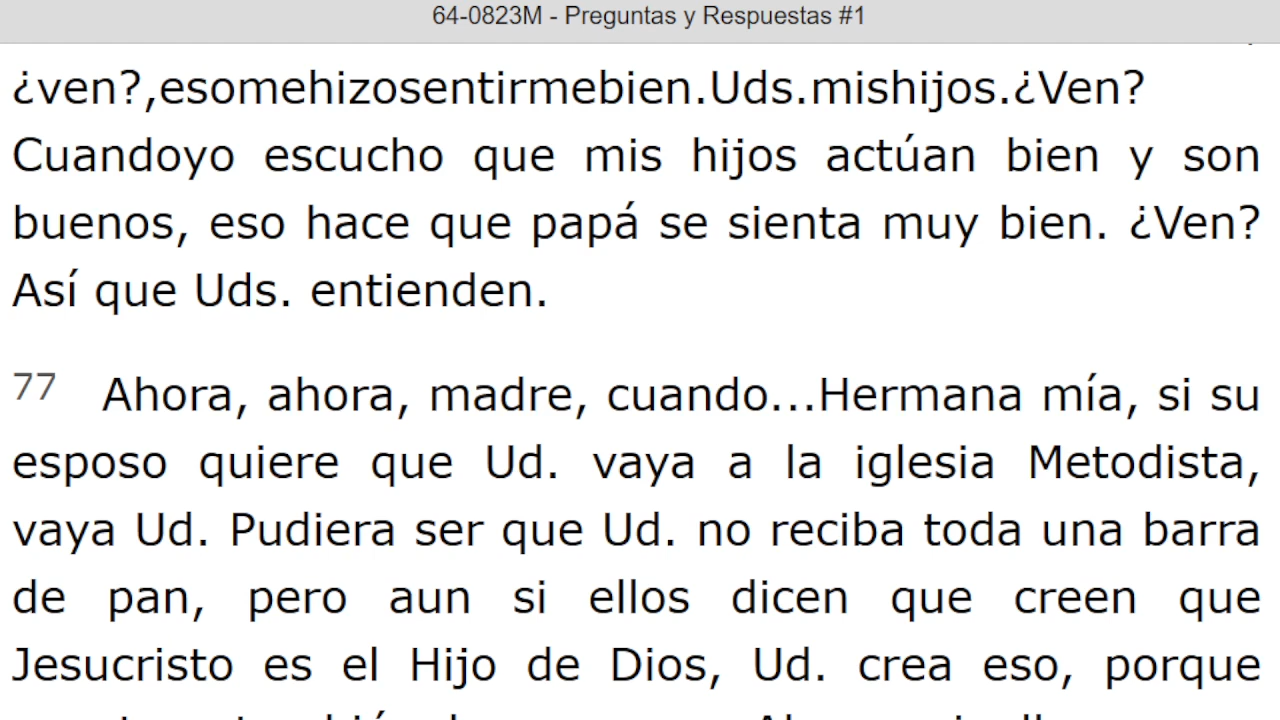 64-0823M - Preguntas y Respuestas #1
¿ven?,esomehizosentirmebien.Uds.mishijos.¿Ven?
Cuandoyo escucho que mis hijos actúan bien y son
buenos, eso hace que papá se sienta muy bien. ¿Ven?
Así que Uds. entienden.
77 Ahora, ahora, madre, cuando...Hermana mía, si su
esposo quiere que Ud. vaya a la iglesia Metodista,
vaya Ud. Pudiera ser que Ud. no reciba toda una barra
de pan, pero aun si ellos dicen que creen que
Jesucristo es el Hijo de Dios, Ud. crea eso, porque